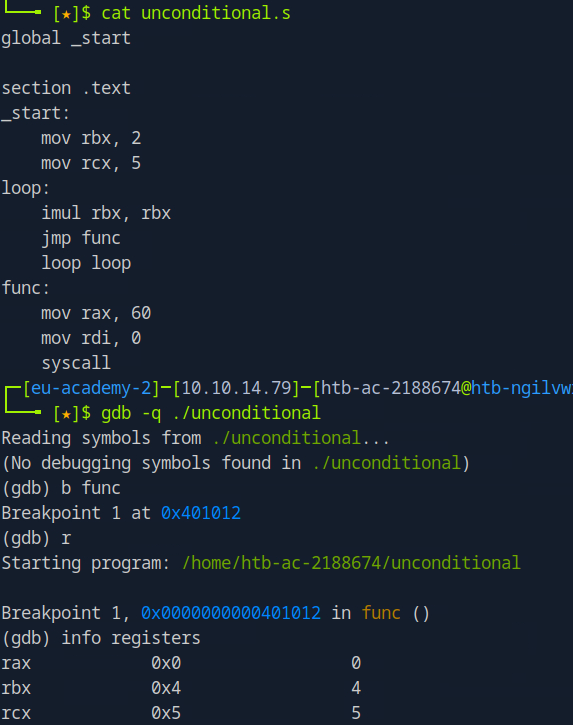 [★]$ cat unconditional.s
global _start
section .text
_start:
    mov rbx, 2
    mov rcx, 5
loop:
    imul rbx, rbx
    jmp func
    loop loop
func:
    mov rax, 60
    mov rdi, 0
    syscall
[eu-academy-2]─[10.10.14.79]─[htb-ac-2188674@htb-ngilvw
[★]$ gdb -q ./unconditional
Reading symbols from ./unconditional...
(No debugging symbols found in ./unconditional)
(gdb) b func
Breakpoint 1 at 0x401012
(gdb) r
Starting program: /home/htb-ac-2188674/unconditional
Breakpoint 1, 0x0000000000401012 in func ()
(gdb) info registers
rax            0x0                 0
rbx            0x4                 4
rcx            0x5                 5